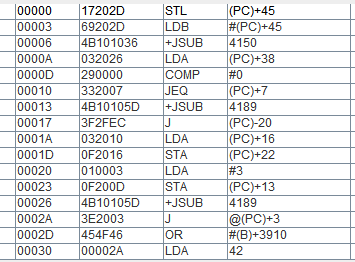 00000 17202D STL (PC)+45
00003 69202D LDB #(PC)+45
00006 4B101036 +JSUB 4150
0000A 032026 LDA (PC)+38
0000D 290000 COMP #0
00010 332007 JEQ (PC)+7
00013 4B10105D +JSUB 4189
00017 3F2FEC J (PC)-20
0001A 032010 LDA (PC)+16
0001D 0F2016 STA (PC)+22
00020 010003 LDA #3
00023 0F200D STA (PC)+13
00026 4B10105D +JSUB 4189
0002A 3E2003 J @(PC)+3
0002D 454F46 OR #(B)+3910
00030 00002A LDA 42